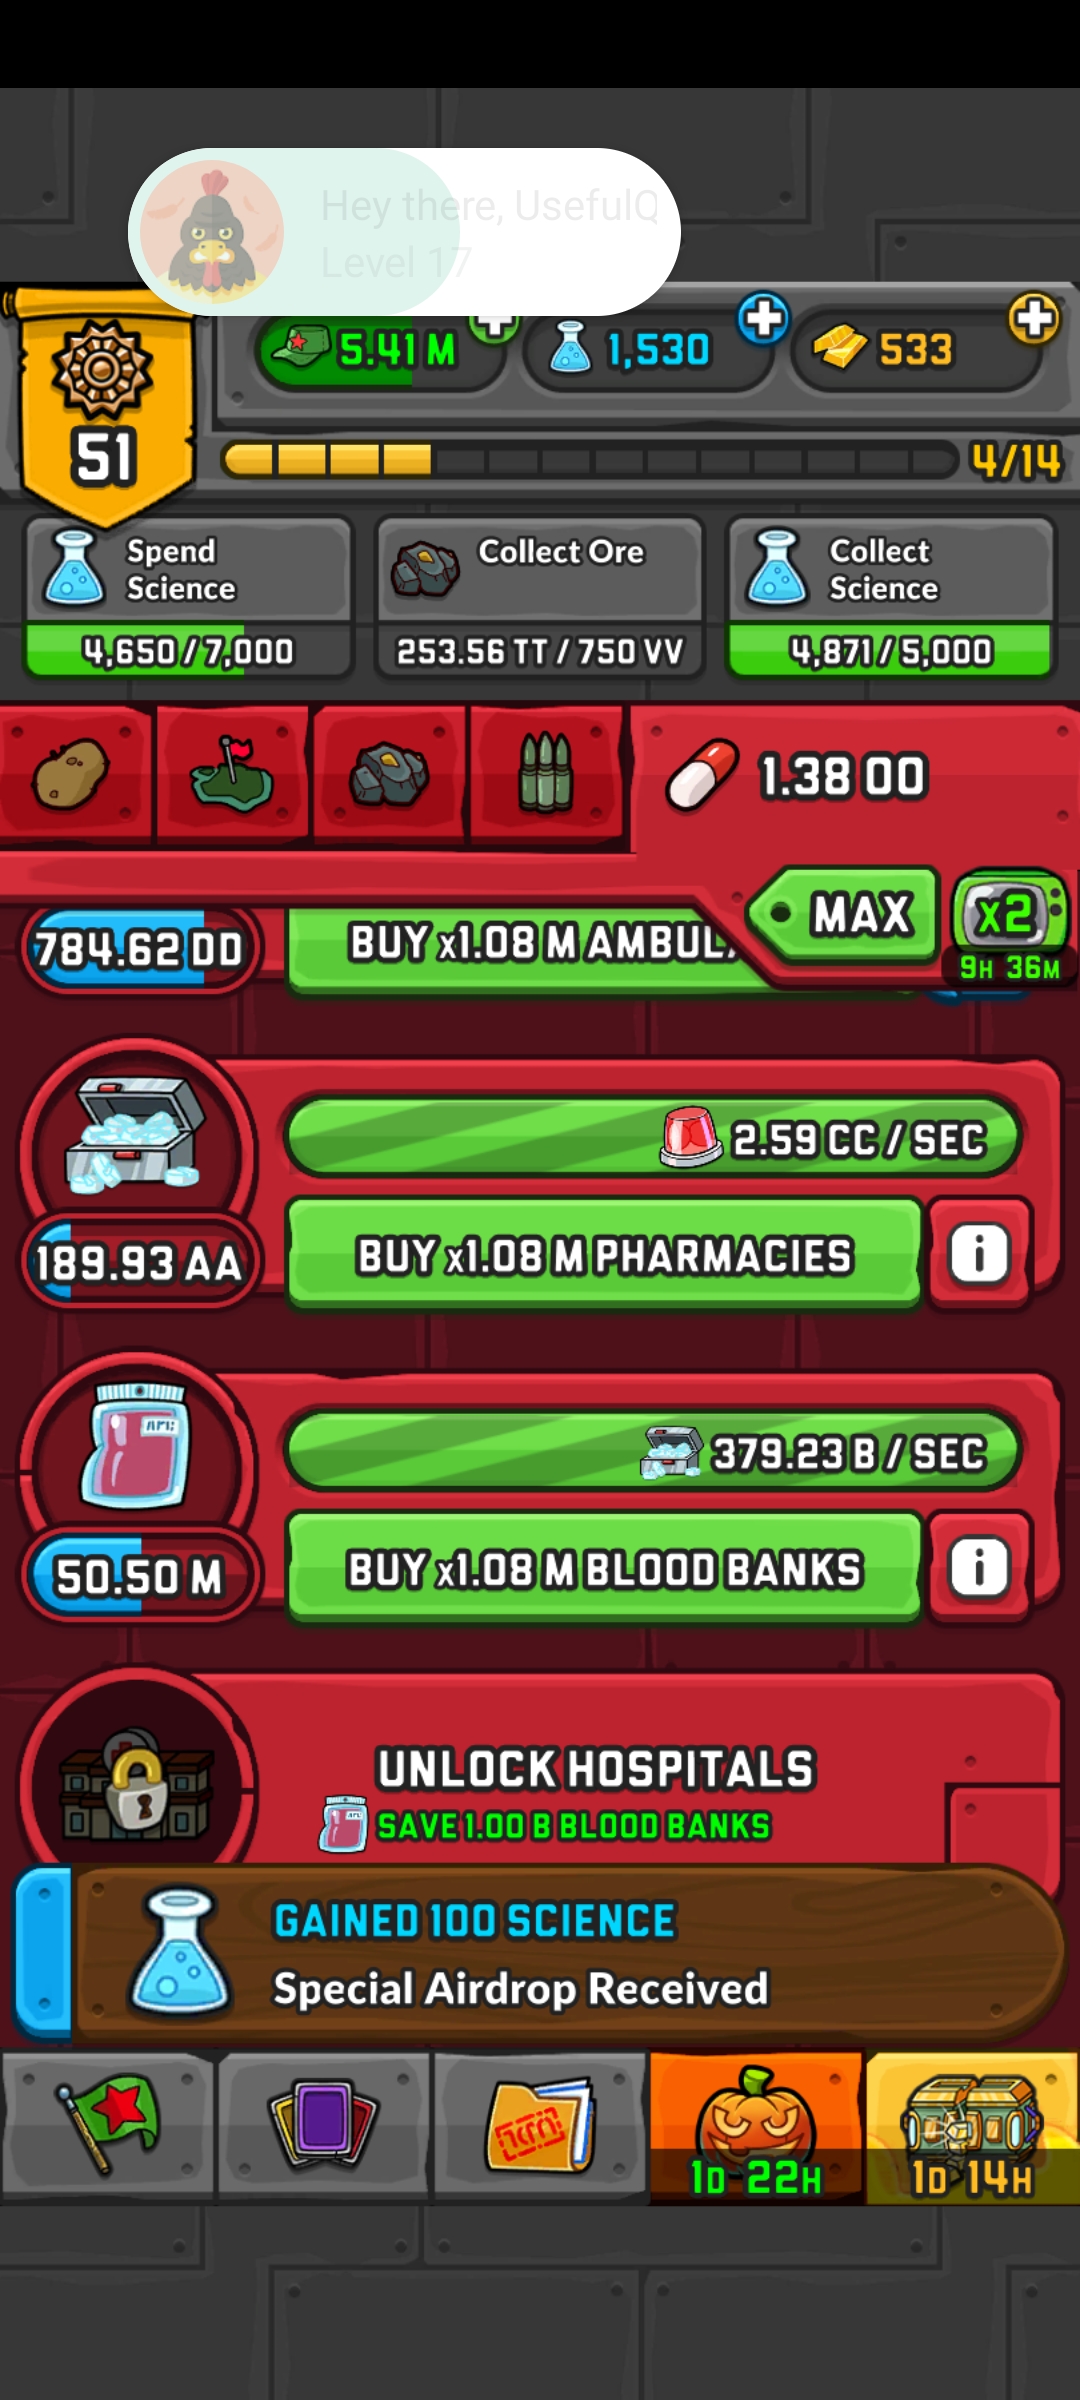 Hey there, UsefulQ
Level 17
5.41 M
1,530
533
51
4/14
Spend
Science
4,650/7,000
Collect Ore
253.56 TT / 750 VV
Collect
Science
4,871/5,000
1.38 OO
MAX
x2
9H 36M
784.62 DD
BUY x1.08 M AMBUL
2.59 CC / SEC
189.93 AA
BUY x1.08 M PHARMACIES
i
379.23 B / SEC
50.50 M
BUY x1.08 M BLOOD BANKS
i
UNLOCK HOSPITALS
SAVE 1.00 B BLOOD BANKS
GAINED 100 SCIENCE
Special Airdrop Received
1D 22H
1D 14H